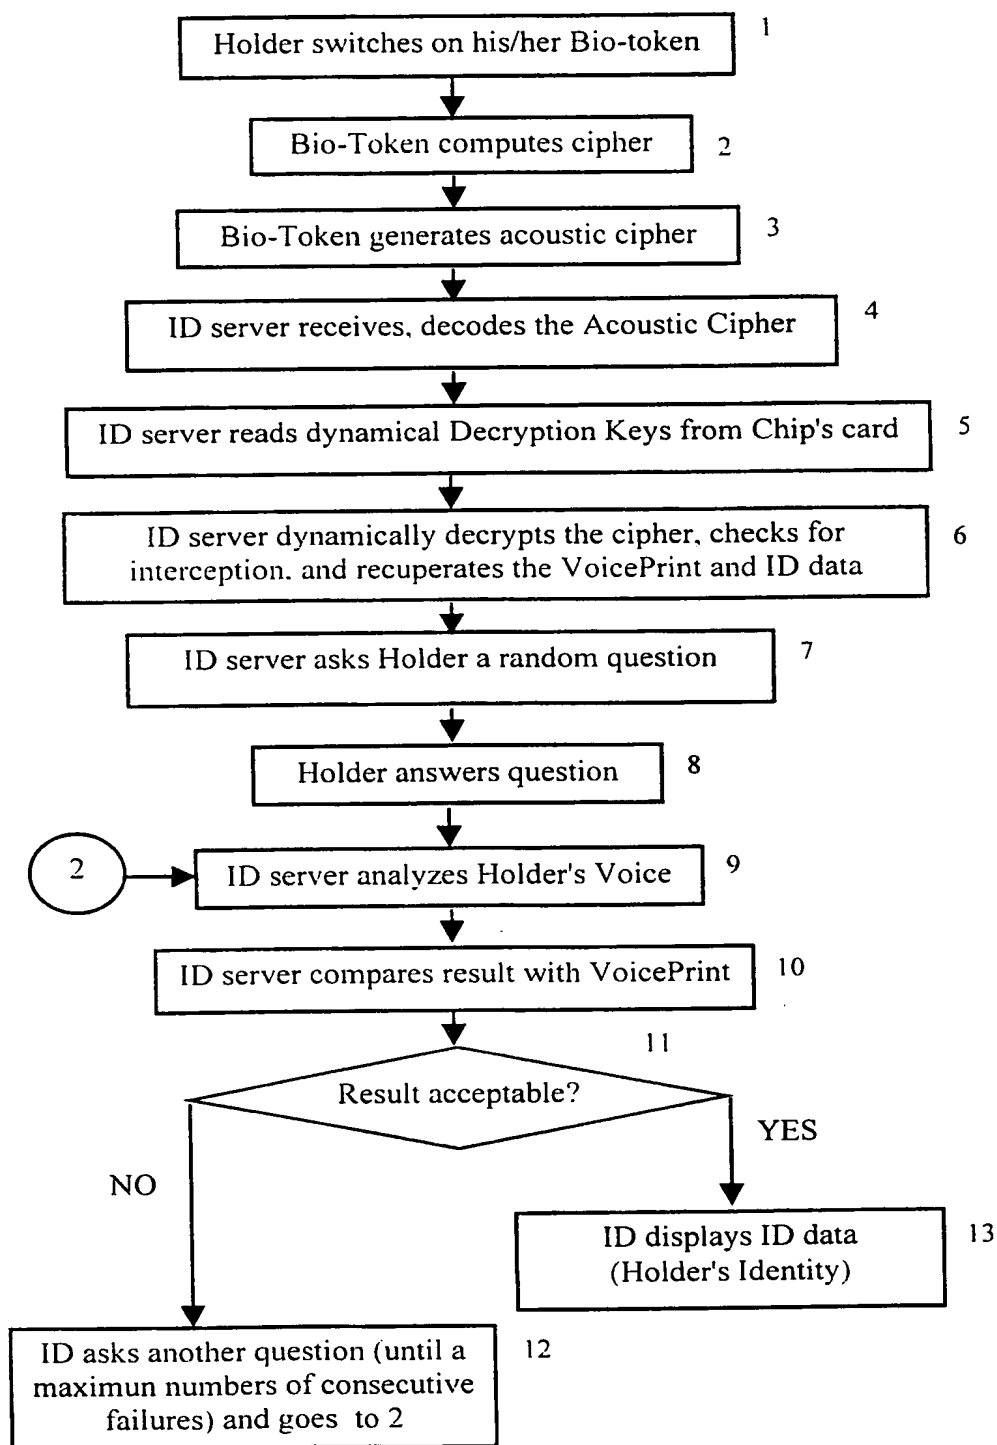 Holder switches on his/her Bio-token
1
Bio-Token computes cipher
2
Bio-Token generates acoustic cipher
3
ID server receives, decodes the Acoustic Cipher
4
ID server reads dynamical Decryption Keys from Chip's card
5
ID server dynamically decrypts the cipher, checks for
interception. and recuperates the VoicePrint and ID data
6
ID server asks Holder a random question
7
Holder answers question
8
2
ID server analyzes Holder's Voice
9
ID server compares result with VoicePrint
10
11
Result acceptable?
YES
NO
ID displays ID data
(Holder's Identity)
13
ID asks another question (until a
maximun numbers of consecutive
failures) and goes to 2
12